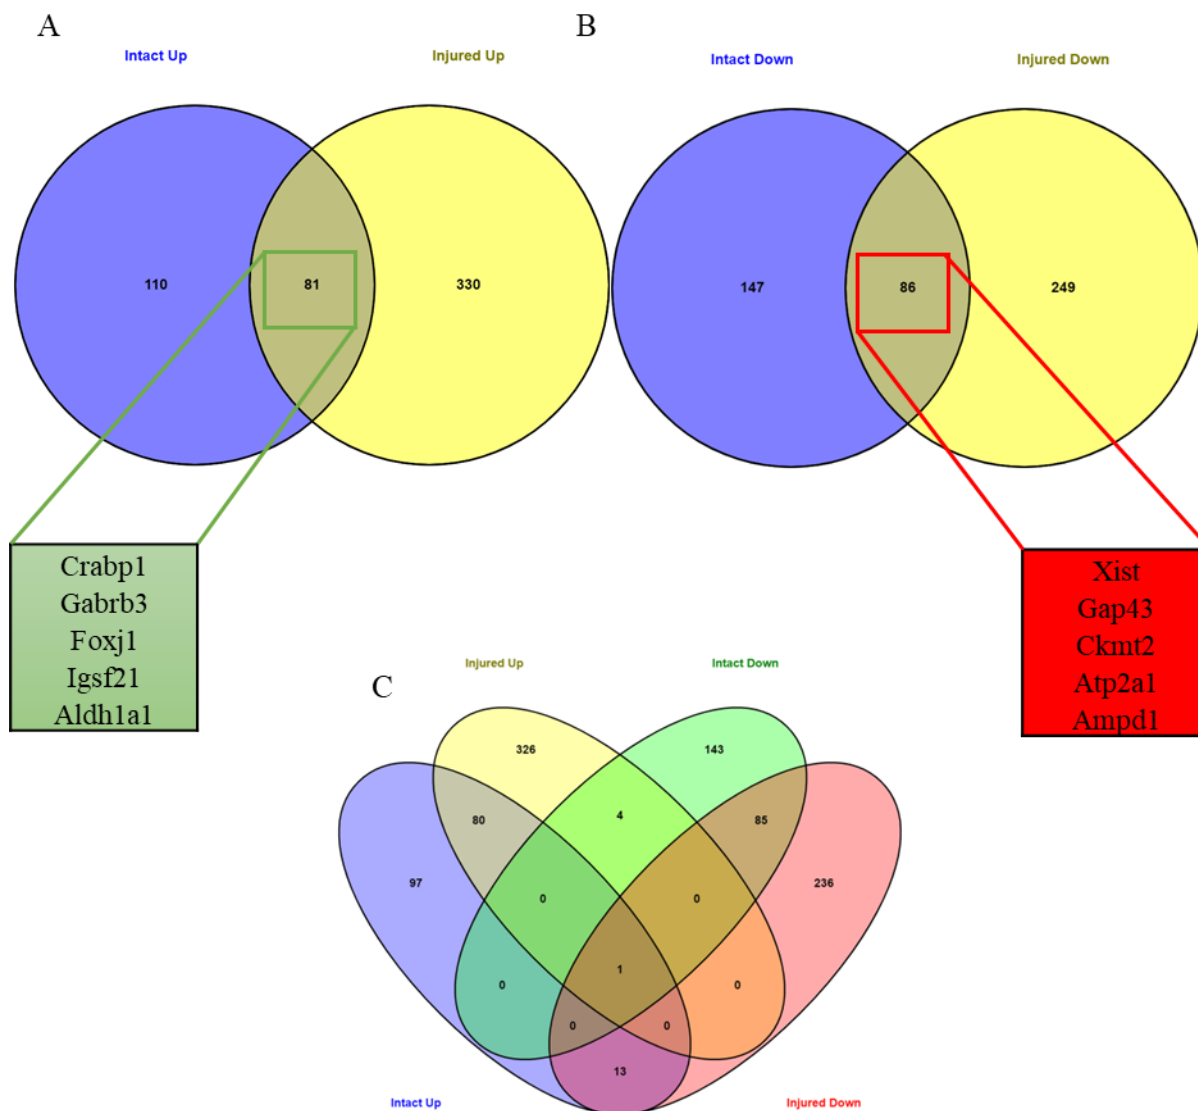 A
B
Intact Up
Injured Up
Intact Down
Injured Down
110
81
330
147
86
249
Crabp1
Gabrb3
Foxj1
Igsf21
Aldh1a1
Xist
Gap43
Ckmt2
Atp2a1
Ampd1
C
Injured Up
Intact Down
326
143
80
4
85
97
236
0
0
1
0
0
0
0
13
Intact Up
Injured Down